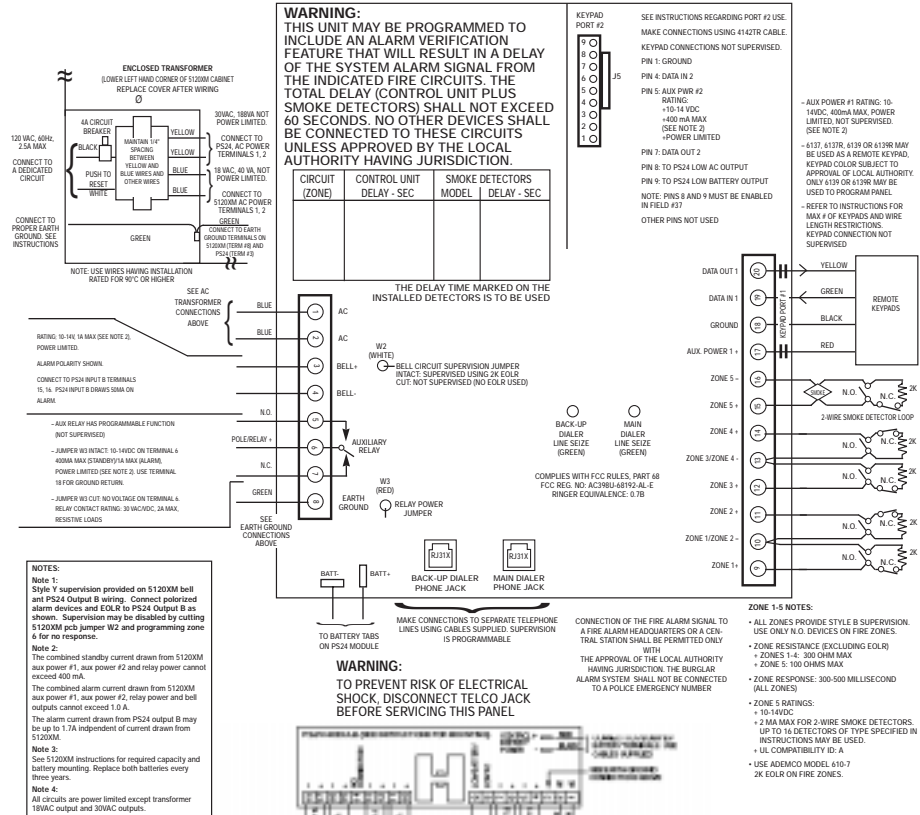 WARNING:
THIS UNIT MAY BE PROGRAMMED TO
INCLUDE AN ALARM VERIFICATION
FEATURE THAT WILL RESULT IN A DELAY
OF THE SYSTEM ALARM SIGNAL FROM
THE INDICATED FIRE CIRCUITS. THE
TOTAL DELAY (CONTROL UNIT PLUS
SMOKE DETECTORS) SHALL NOT EXCEED
60 SECONDS. NO OTHER DEVICES SHALL
BE CONNECTED TO THESE CIRCUITS
UNLESS APPROVED BY THE LOCAL
AUTHORITY HAVING JURISDICTION.
CIRCUIT
(ZONE)
CONTROL UNIT
DELAY - SEC
SMOKE DETECTORS
MODEL DELAY - SEC
THE DELAY TIME MARKED ON THE
INSTALLED DETECTORS IS TO BE USED
KEYPAD
PORT #2
9
8
7
6
5
4
3
2
1
J5
SEE INSTRUCTIONS REGARDING PORT #2 USE.
MAKE CONNECTIONS USING 4142TR CABLE.
KEYPAD CONNECTIONS NOT SUPERVISED.
PIN 1: GROUND
PIN 4: DATA IN 2
PIN 5: AUX PWR #2
RATING:
+10-14 VDC
+400 mA MAX
(SEE NOTE 2)
+POWER LIMITED
PIN 7: DATA OUT 2
PIN 8: TO PS24 LOW AC OUTPUT
PIN 9: TO PS24 LOW BATTERY OUTPUT
NOTE: PINS 8 AND 9 MUST BE ENABLED
IN FIELD #37
OTHER PINS NOT USED
– AUX POWER #1 RATING: 10-
14VDC, 400mA MAX, POWER
LIMITED, NOT SUPERVISED.
(SEE NOTE 2)
– 6137, 6137R, 6139 OR 6139R MAY
BE USED AS A REMOTE KEYPAD,
KEYPAD COLOR SUBJECT TO
APPROVAL OF LOCAL AUTHORITY.
ONLY 6139 OR 6139R MAY BE
USED TO PROGRAM PANEL
– REFER TO INSTRUCTIONS FOR
MAX # OF KEYPADS AND WIRE
LENGTH RESTRICTIONS.
KEYPAD CONNECTION NOT
SUPERVISED
ENCLOSED TRANSFORMER
(LOWER LEFT HAND CORNER OF 5120XM CABINET
REPLACE COVER AFTER WIRING
Ø
120 VAC, 60Hz,
2.5A MAX
CONNECT TO
A DEDICATED
CIRCUIT
4A CIRCUIT
BREAKER
BLACK
PUSH TO
RESET
WHITE
MAINTAIN 1/4"
SPACING
BETWEEN
YELLOW AND
BLUE WIRES AND
OTHER WIRES
YELLOW
YELLOW
BLUE
BLUE
30VAC, 188VA NOT
POWER LIMITED.
CONNECT TO
PS24, AC POWER
TERMINALS 1, 2
18 VAC, 40 VA, NOT
POWER LIMITED.
CONNECT TO
5120XM AC POWER
TERMINALS 1, 2
GREEN
CONNECT TO EARTH
GROUND TERMINALS ON
5120XM (TERM #8) AND
PS24 (TERM #3)
CONNECT TO
PROPER EARTH
GROUND. SEE
INSTRUCTIONS
GREEN
NOTE: USE WIRES HAVING INSTALLATION
RATED FOR 90°C OR HIGHER
SEE AC
TRANSFORMER
CONNECTIONS
ABOVE
BLUE
BLUE
RATING: 10-14V, 1A MAX (SEE NOTE 2),
POWER LIMITED.
ALARM POLARITY SHOWN.
CONNECT TO PS24 INPUT B TERMINALS
15, 16. PS24 INPUT B DRAWS 50MA ON
ALARM.
– AUX RELAY HAS PROGRAMMABLE FUNCTION
(NOT SUPERVISED)
– JUMPER W3 INTACT: 10-14VDC ON TERMINAL 6
400MA MAX (STANDBY)/1A MAX (ALARM),
POWER LIMITED (SEE NOTE 2). USE TERMINAL
18 FOR GROUND RETURN.
– JUMPER W3 CUT: NO VOLTAGE ON TERMINAL 6.
RELAY CONTACT RATING: 30 VAC/VDC, 2A MAX,
RESISTIVE LOADS
N.O.
POLE/RELAY +
N.C.
GREEN
SEE
EARTH GROUND
CONNECTIONS
ABOVE
1
2
3
4
5
6
7
8
AC
AC
BELL+
BELL-
AUXILIARY
RELAY
EARTH
GROUND
W2
(WHITE)
BELL CIRCUIT SUPERVISION JUMPER
INTACT: SUPERVISED USING 2K EOLR
CUT: NOT SUPERVISED (NO EOLR USED)
W3
(RED)
RELAY POWER
JUMPER
BACK-UP
DIALER
LINE SIZE
(GREEN)
MAIN
DIALER
LINE SEIZE
(GREEN)
COMPLIES WITH FCC RULES, PART 68
FCC REG. NO: AC398U-68192-AL-E
RINGER EQUIVALENCE: 0.7B
RJ31X
BACK-UP DIALER
PHONE JACK
RJ31X
MAIN DIALER
PHONE JACK
BATT-
BATT+
TO BATTERY TABS
ON PS24 MODULE
MAKE CONNECTIONS TO SEPARATE TELEPHONE
LINES USING CABLES SUPPLIED. SUPERVISION
IS PROGRAMMABLE
DATA OUT 1
DATA IN 1
GROUND
AUX. POWER 1 +
ZONE 5 –
ZONE 5 +
ZONE 4 +
ZONE 3/ZONE 4 -
ZONE 3 +
ZONE 2 +
ZONE 1/ZONE 2 –
ZONE 1+
20
19
18
17
16
15
14
13
12
11
10
9
KEYPAD PORT #1
YELLOW
GREEN
BLACK
RED
REMOTE
KEYPADS
SMOKE
N.O.
N.C.
2K
2-WIRE SMOKE DETECTOR LOOP
N.O.
N.C.
2K
N.O.
N.C.
2K
N.O.
N.C.
2K
N.O.
N.C.
2K
NOTES:
Note 1:
Style Y supervision provided on 5120XM bell
ant PS24 Output B wiring. Connect polorized
alarm devices and EOLR to PS24 Output B as
shown. Supervision may be disabled by cutting
5120XM pcb jumper W2 and programming zone
6 for no response.
Note 2:
The combined standby current drawn from 5120XM
aux power #1, aux power #2 and relay power cannot
exceed 400 mA.
The combined alarm current drawn from 5120XM
aux power #1, aux power #2, relay power and bell
outputs cannot exceed 1.0 A.
The alarm current drawn from PS24 output B may
be up to 1.7A indpendent of current drawn from
5120XM.
Note 3:
See 5120XM instructions for required capacity and
battery mounting. Replace both batteries every
three years.
Note 4:
All circuits are power limited except transformer
18VAC output and 30VAC outputs.
WARNING:
TO PREVENT RISK OF ELECTRICAL
SHOCK, DISCONNECT TELCO JACK
BEFORE SERVICING THIS PANEL
CONNECTION OF THE FIRE ALARM SIGNAL TO
A FIRE ALARM HEADQUARTERS OR A CEN-
TRAL STATION SHALL BE PERMITTED ONLY
WITH
THE APPROVAL OF THE LOCAL AUTHORITY
HAVING JURISDICTION. THE BURGLAR
ALARM SYSTEM SHALL NOT BE CONNECTED
TO A POLICE EMERGENCY NUMBER
ZONE 1-5 NOTES:
• ALL ZONES PROVIDE STYLE B SUPERVISION.
USE ONLY N.O. DEVICES ON FIRE ZONES.
• ZONE RESISTANCE (EXCLUDING EOLR)
+ ZONES 1-4: 300 OHM MAX
+ ZONE 5: 100 OHMS MAX
• ZONE RESPONSE: 300-500 MILLISECOND
(ALL ZONES)
• ZONE 5 RATINGS:
+ 10-14VDC
+ 2 MA MAX FOR 2-WIRE SMOKE DETECTORS.
UP TO 16 DETECTORS OF TYPE SPECIFIED IN
INSTRUCTIONS MAY BE USED.
+ UL COMPATIBILITY ID: A
• USE ADEMCO MODEL 610-7
2K EOLR ON FIRE ZONES.